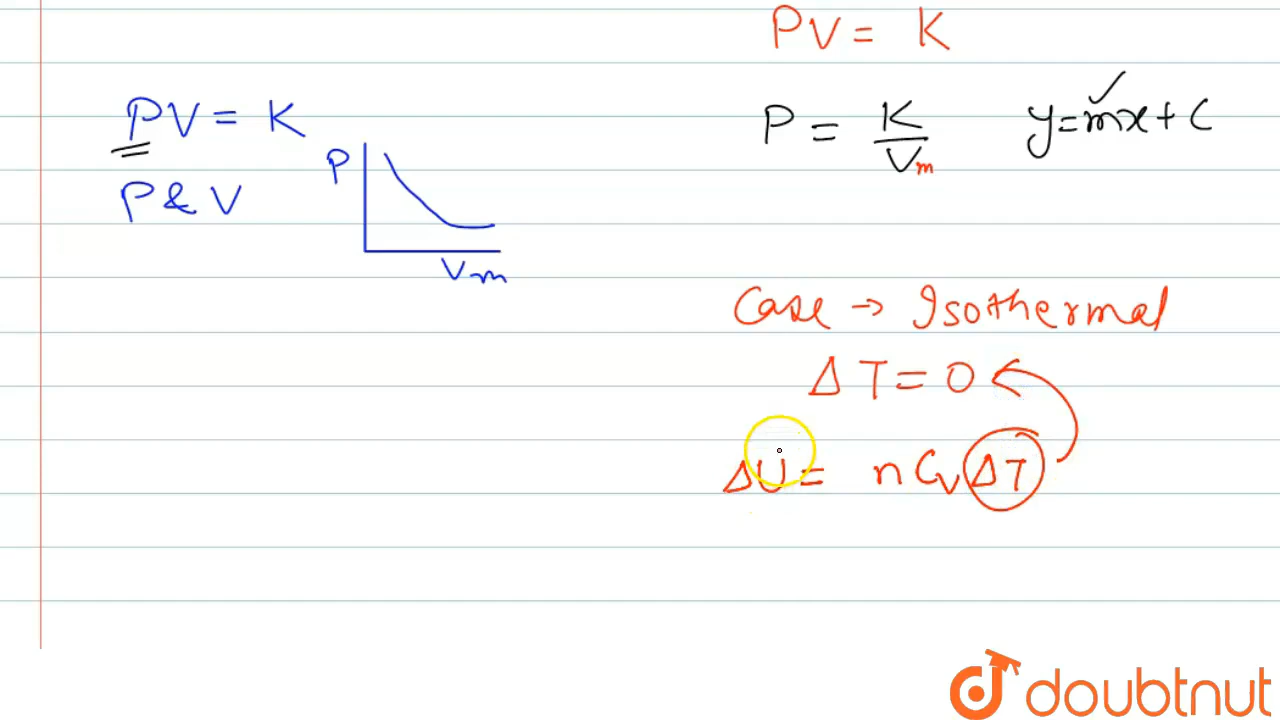 PV = K
P = K/Vm
y=mx+c
PV = K
P & V
P
Vm
Case → Isothermal
ΔT = 0
ΔU = nCvΔT
doubtnut